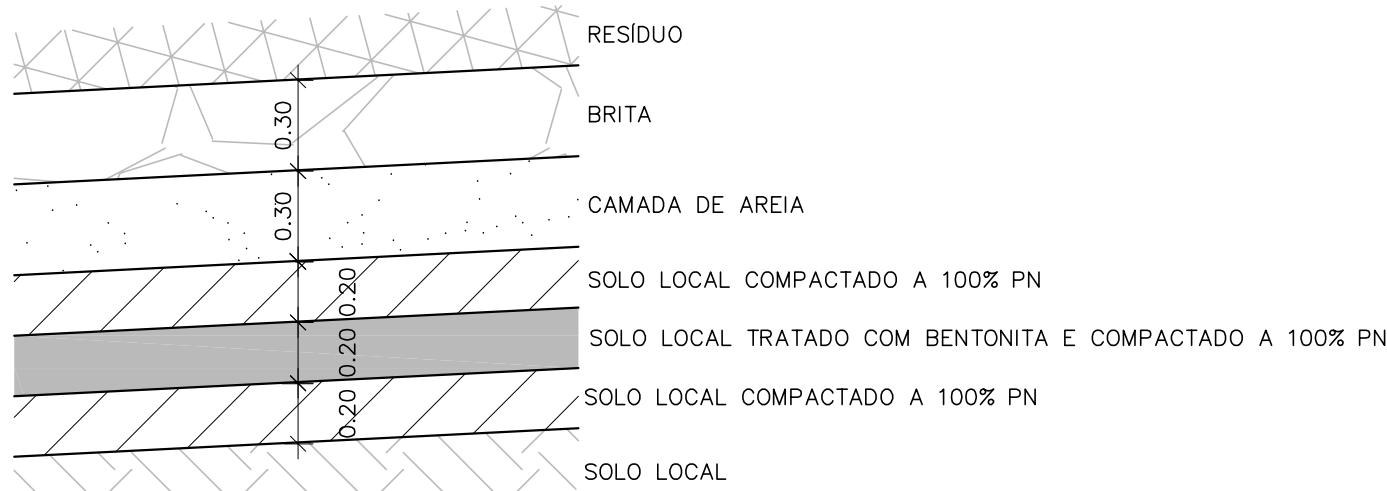 RESÍDUO
BRITA
0.30
CAMADA DE AREIA
0.30
SOLO LOCAL COMPACTADO A 100% PN
0.20
SOLO LOCAL TRATADO COM BENTONITA E COMPACTADO A 100% PN
0.20
SOLO LOCAL COMPACTADO A 100% PN
0.20
SOLO LOCAL